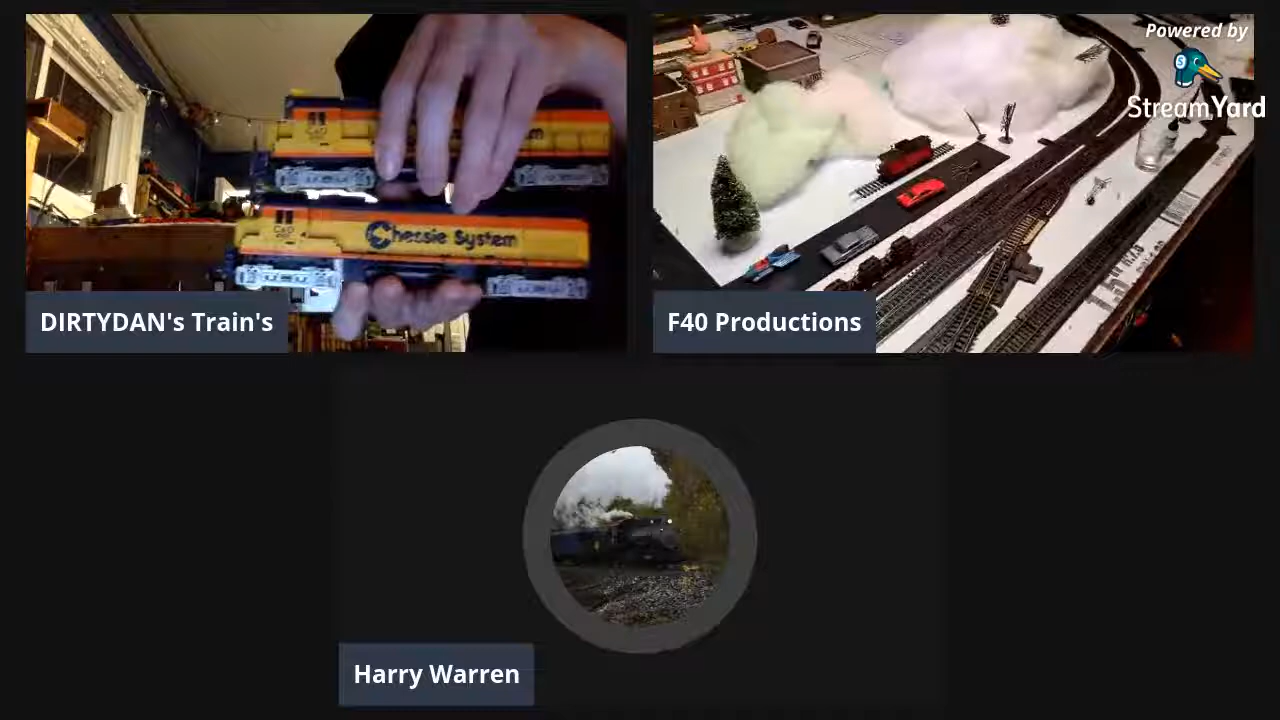 Powered by
StreamYard
C&O
Chessie System
DIRTYDAN's Train's
F40 Productions
Harry Warren